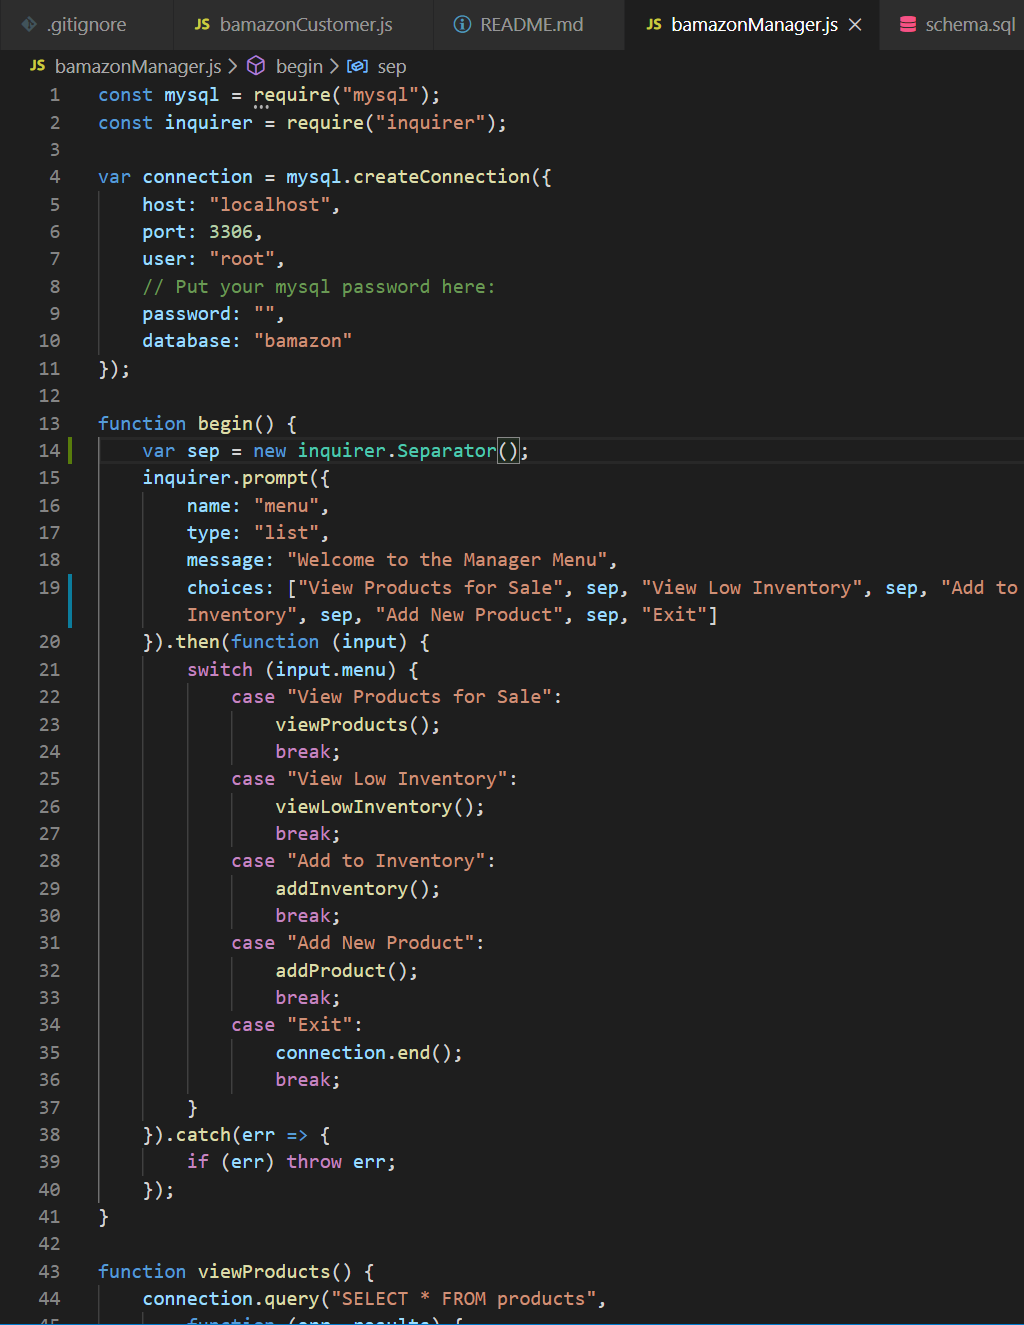 .gitignore JS bamazonCustomer.js README.md JS bamazonManager.js × schema.sql
JS bamazonManager.js > begin > sep
1 const mysql = require("mysql");
2 const inquirer = require("inquirer");
3
4 var connection = mysql.createConnection({
5 host: "localhost",
6 port: 3306,
7 user: "root",
8 // Put your mysql password here:
9 password: "",
10 database: "bamazon"
11 });
12
13 function begin() {
14 var sep = new inquirer.Separator();
15 inquirer.prompt({
16 name: "menu",
17 type: "list",
18 message: "Welcome to the Manager Menu",
19 choices: ["View Products for Sale", sep, "View Low Inventory", sep, "Add to
Inventory", sep, "Add New Product", sep, "Exit"]
20 }).then(function (input) {
21 switch (input.menu) {
22 case "View Products for Sale":
23 viewProducts();
24 break;
25 case "View Low Inventory":
26 viewLowInventory();
27 break;
28 case "Add to Inventory":
29 addInventory();
30 break;
31 case "Add New Product":
32 addProduct();
33 break;
34 case "Exit":
35 connection.end();
36 break;
37 }
38 }).catch(err => {
39 if (err) throw err;
40 });
41 }
42
43 function viewProducts() {
44 connection.query("SELECT * FROM products",
45 function (err, results) {